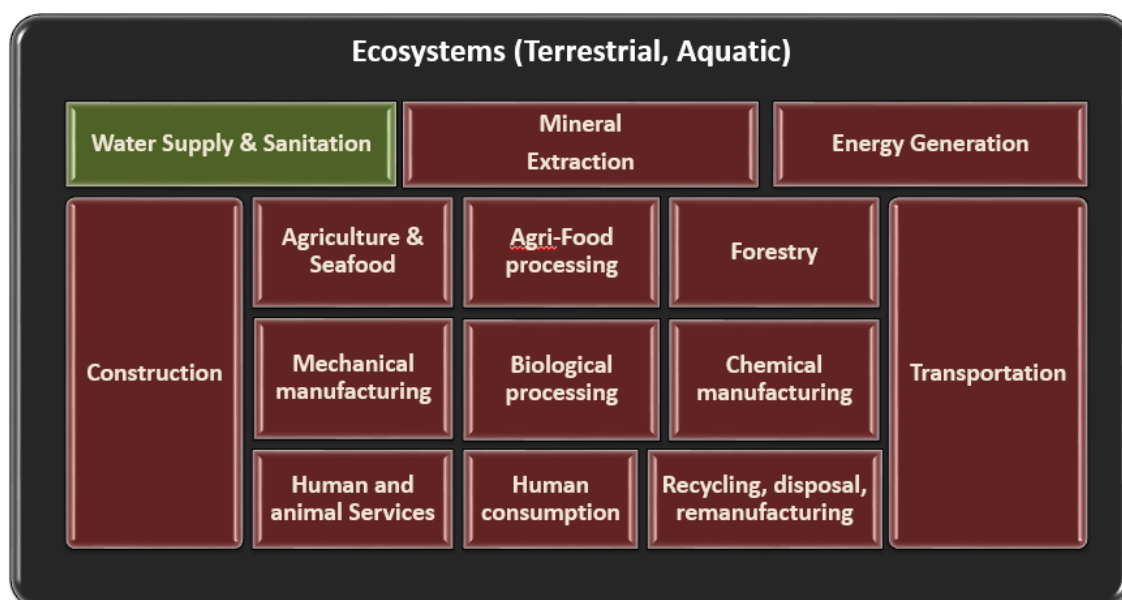 Ecosystems (Terrestrial, Aquatic)
Water Supply & Sanitation
Mineral
Extraction
Energy Generation
Construction
Agriculture &
Seafood
Agri-Food
processing
Forestry
Mechanical
manufacturing
Biological
processing
Chemical
manufacturing
Human and
animal Services
Human
consumption
Recycling, disposal,
remanufacturing
Transportation